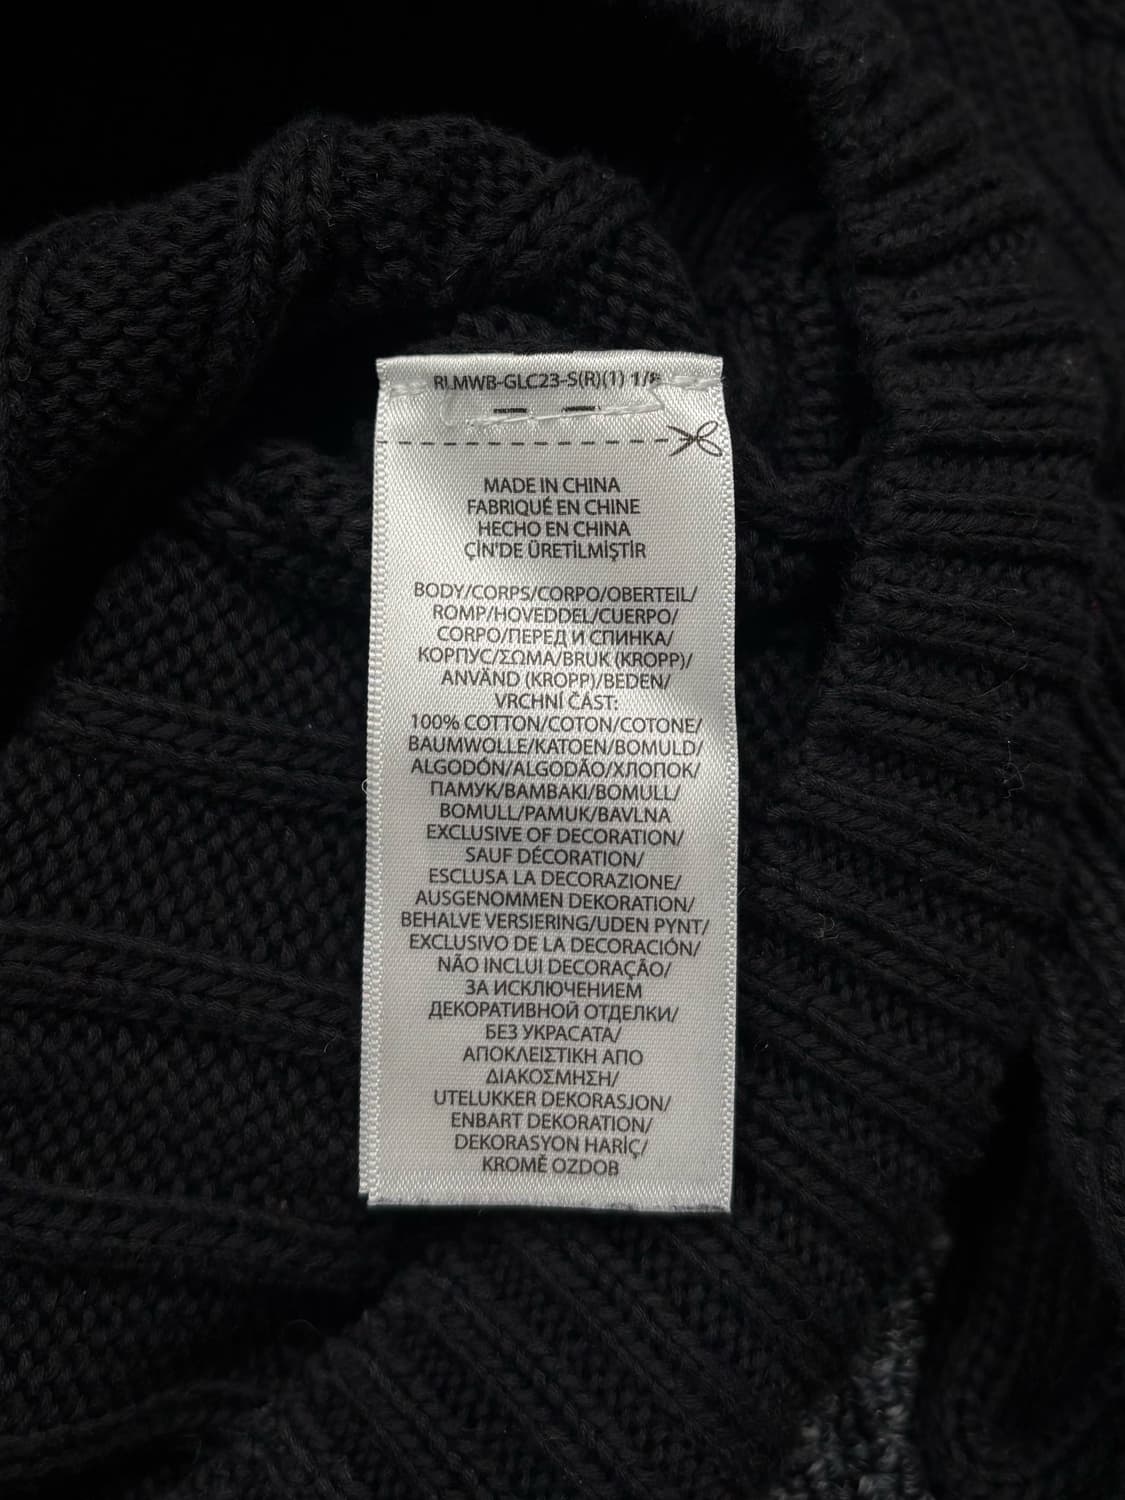 RLMWB-GLC23-S(R)(1) 1/8
MADE IN CHINA
FABRIQUÉ EN CHINE
HECHO EN CHINA
ÇİN'DE ÜRETİLMİŞTİR
BODY/CORPS/CORPO/OBERTEIL/
ROMP/HOVEDDEL/CUERPO/
CORPO/ПЕРЕД И СПИНКА/
КОРПУС/ΣΩΜΑ/BRUK (KROPP)/
ANVÄND (KROPP)/BEDEN/
VRCHNÍ ČÁST:
100% COTTON/COTON/COTONE/
BAUMWOLLE/KATOEN/BOMULD/
ALGODÓN/ALGODÃO/ХЛОПОК/
ПАМУК/ΒΑΜΒΑΚΙ/BOMULL/
BOMULL/PAMUK/BAVLNA
EXCLUSIVE OF DECORATION/
SAUF DÉCORATION/
ESCLUSA LA DECORAZIONE/
AUSGENOMMEN DEKORATION/
BEHALVE VERSIERING/UDEN PYNT/
EXCLUSIVO DE LA DECORACIÓN/
NÃO INCLUI DECORAÇÃO/
ЗА ИСКЛЮЧЕНИЕМ
ДЕКОРАТИВНОЙ ОТДЕЛКИ/
БЕЗ УКРАСАТА/
ΑΠΟΚΛΕΙΣΤΙΚΗ ΑΠΟ
ΔΙΑΚΟΣΜΗΣΗ/
UTELUKKER DEKORASJON/
ENBART DEKORATION/
DEKORASYON HARİÇ/
KROMĚ OZDOB